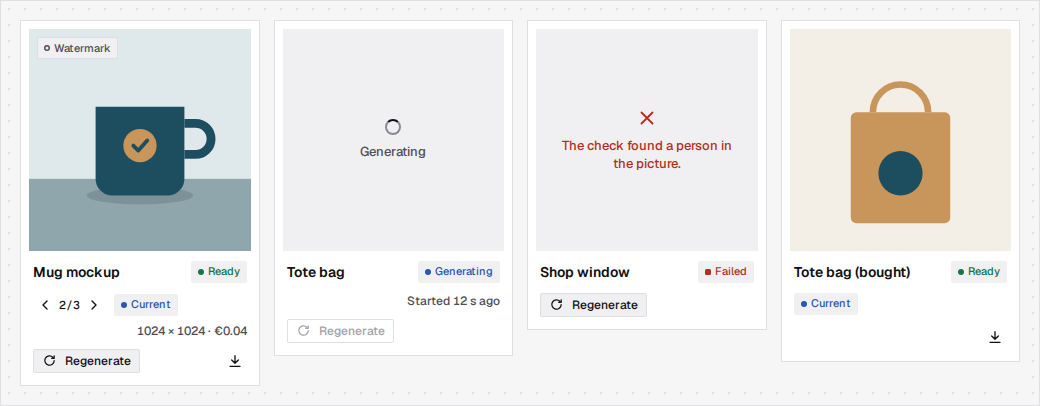 Watermark
Mug mockup
Ready
2/3
Current
1024 × 1024 · €0.04
Regenerate
Generating
Tote bag
Generating
Started 12 s ago
Regenerate
The check found a person in
the picture.
Shop window
Failed
Regenerate
Tote bag (bought)
Ready
Current